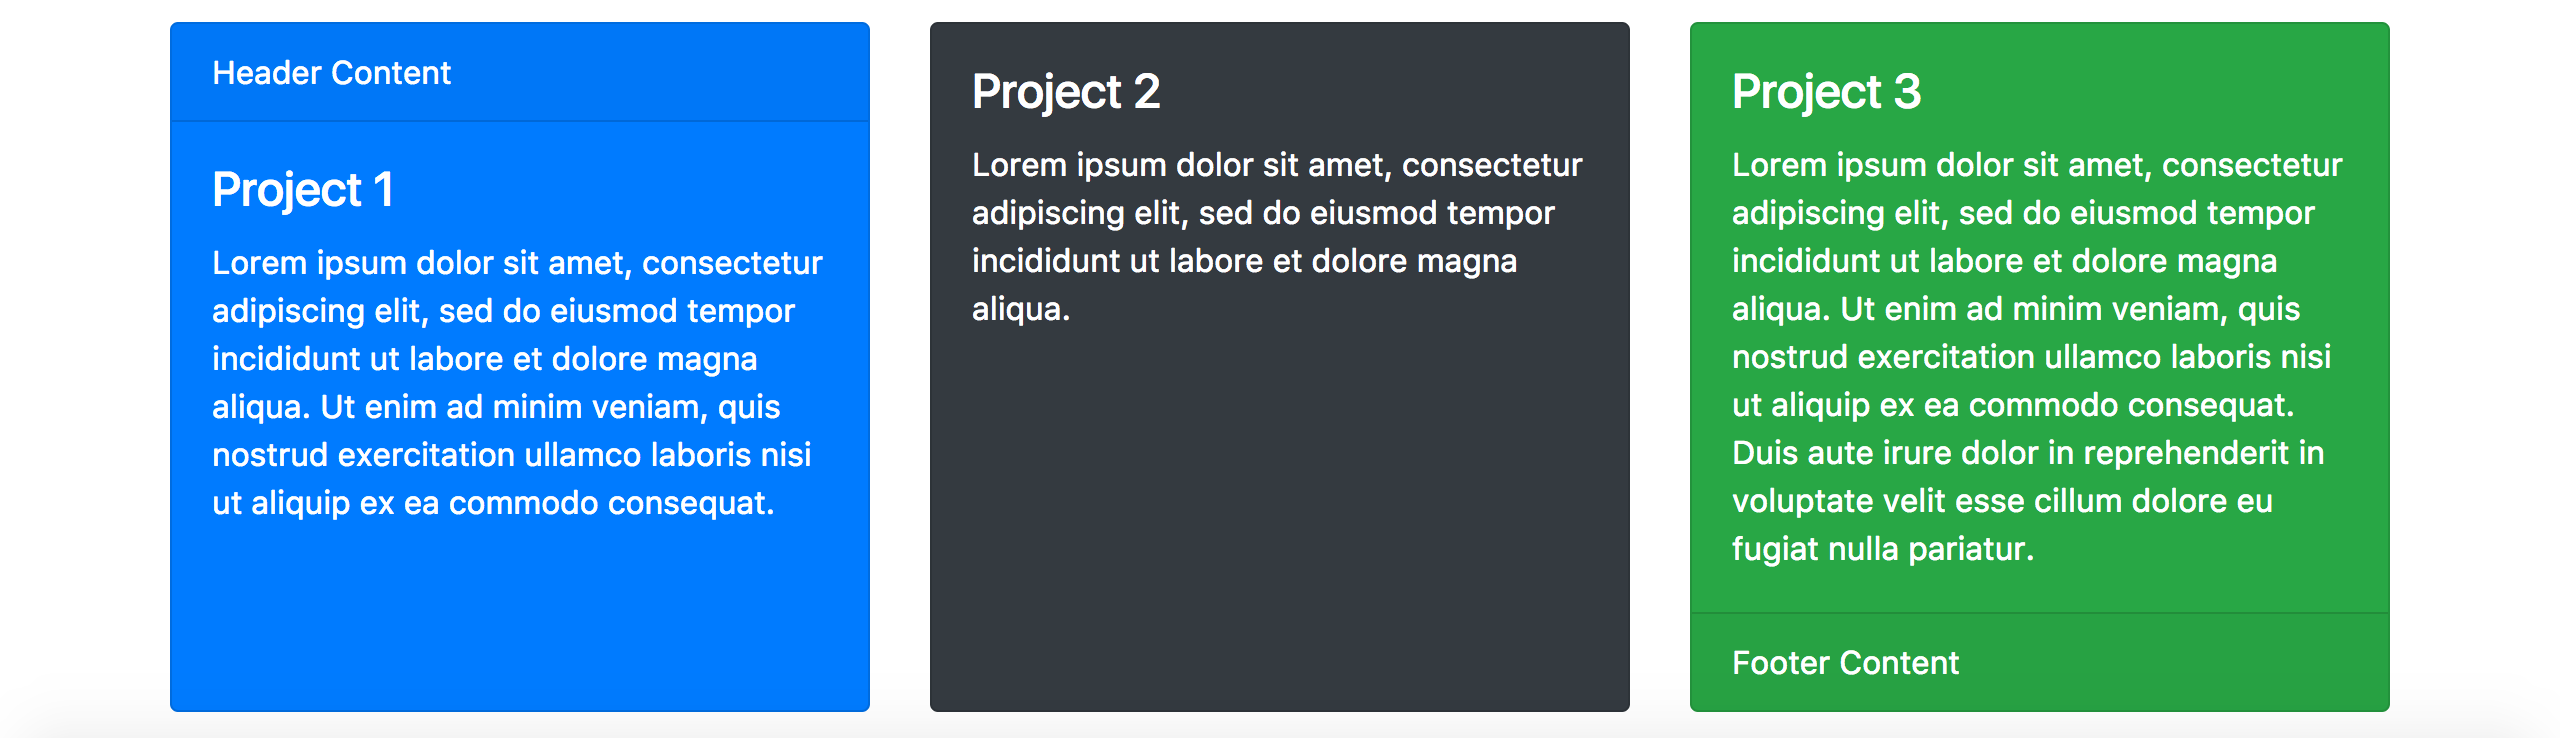 Header Content
Project 1
Lorem ipsum dolor sit amet, consectetur
adipiscing elit, sed do eiusmod tempor
incididunt ut labore et dolore magna
aliqua. Ut enim ad minim veniam, quis
nostrud exercitation ullamco laboris nisi
ut aliquip ex ea commodo consequat.
Project 2
Lorem ipsum dolor sit amet, consectetur
adipiscing elit, sed do eiusmod tempor
incididunt ut labore et dolore magna
aliqua.
Project 3
Lorem ipsum dolor sit amet, consectetur
adipiscing elit, sed do eiusmod tempor
incididunt ut labore et dolore magna
aliqua. Ut enim ad minim veniam, quis
nostrud exercitation ullamco laboris nisi
ut aliquip ex ea commodo consequat.
Duis aute irure dolor in reprehenderit in
voluptate velit esse cillum dolore eu
fugiat nulla pariatur.
Footer Content